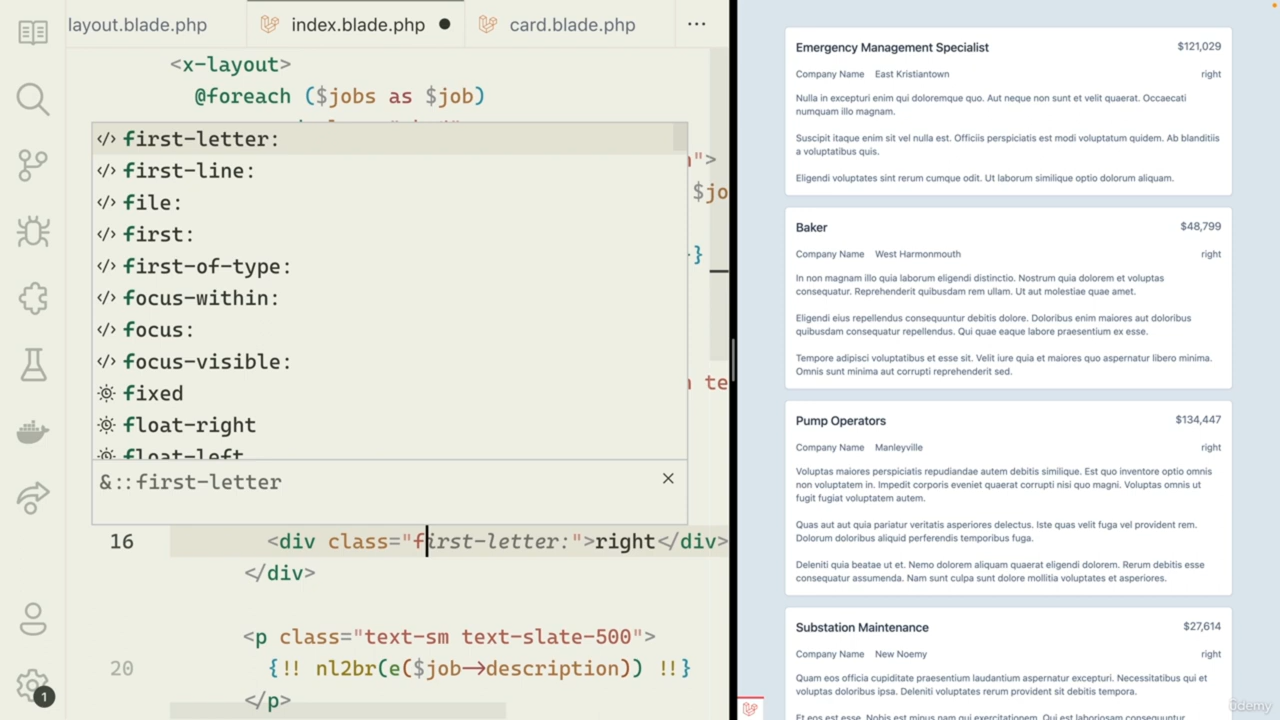 layout.blade.php
index.blade.php
card.blade.php
...
<x-layout>
@foreach ($jobs as $job)
">
$jo
}
te
first-letter:
first-line:
file:
first:
first-of-type:
focus-within:
focus:
focus-visible:
fixed
float-right
float-left
&::first-letter
16 <div class="first-letter:">right</div>
</div>
<p class="text-sm text-slate-500">
20 {!! nl2br(e($job->description)) !!}
</p>
1
Emergency Management Specialist $121,029
Company Name East Kristiantown right
Nulla in excepturi enim qui doloremque quo. Aut neque non sunt et velit quaerat. Occaecati
numquam illo magnam.
Suscipit itaque enim sit vel nulla est. Officiis perspiciatis est modi voluptatum quidem. Ab blanditiis
a voluptatibus quis.
Eligendi voluptates sint rerum cumque odit. Ut laborum similique optio dolorum aliquam.
Baker $48,799
Company Name West Harmonmouth right
In non magnam illo quia laborum eligendi distinctio. Nostrum quia dolorem et voluptas
consequatur. Reprehenderit quibusdam rem ullam. Ut aut molestiae quae amet.
Eligendi eius repellendus consequuntur debitis dolore. Doloribus enim maiores aut doloribus
quibusdam consequatur repellendus. Qui quae eaque labore praesentium ex esse.
Tempore adipisci voluptatibus et esse sit. Velit iure quia et maiores quo aspernatur libero minima.
Omnis sunt minima aut corrupti reprehenderit sed.
Pump Operators $134,447
Company Name Manleyville right
Voluptas maiores perspiciatis repudiandae autem debitis similique. Est quo inventore optio omnis
non voluptatem in. Impedit corporis eveniet quaerat corrupti nisi quo magni. Voluptas omnis ut
fugit fugiat voluptatem autem.
Quas aut aut quia pariatur veritatis asperiores delectus. Iste quas velit fuga vel provident rem.
Dolorum doloribus aliquid perferendis temporibus fuga.
Deleniti quia beatae ut et. Nemo dolorem aliquam quaerat eligendi dolorem. Rerum debitis esse
consequatur assumenda. Nam sunt culpa sunt dolore mollitia voluptates et asperiores.
Substation Maintenance $27,614
Company Name New Noemy right
Quam eos officia cupiditate praesentium laudantium aspernatur excepturi. Necessitatibus qui et
voluptates doloribus ipsa. Deleniti voluptates rerum provident sit debitis tempora.
udemy